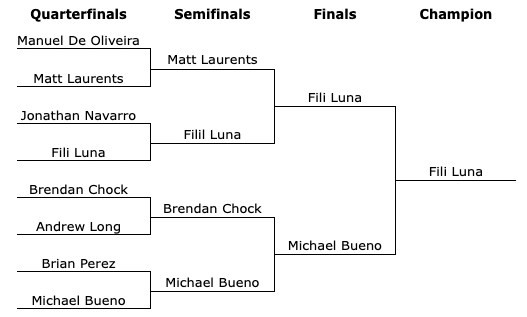 Quarterfinals Semifinals Finals Champion
Manuel De Oliveira
Matt Laurents
Matt Laurents
Fili Luna
Jonathan Navarro
Filil Luna
Fili Luna
Fili Luna
Brendan Chock
Brendan Chock
Andrew Long
Michael Bueno
Brian Perez
Michael Bueno
Michael Bueno